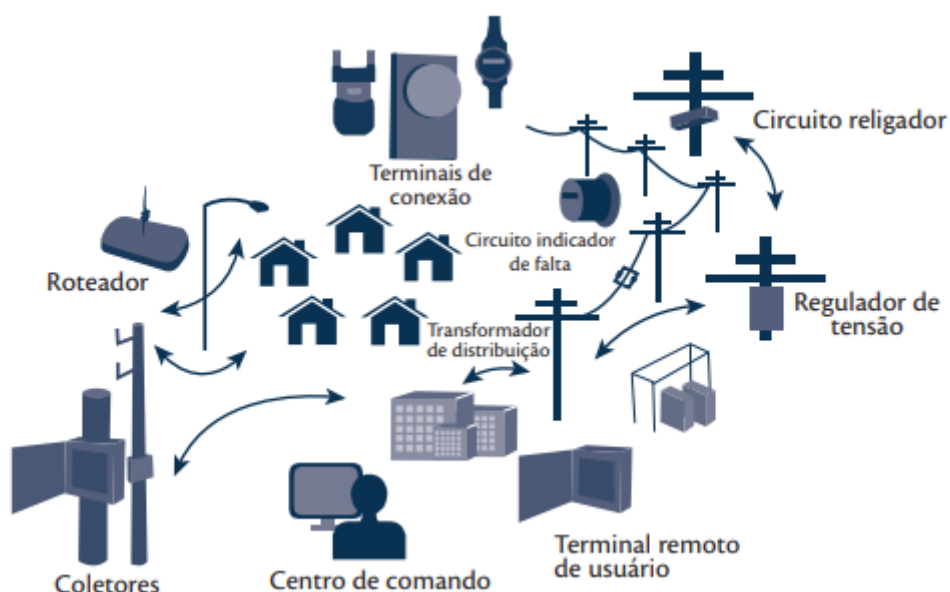 Circuito religador
Terminais de
conexão
Circuito indicador
de falta
Roteador
Regulador de
tensão
Transformador
de distribuição
Terminal remoto
de usuário
Centro de comando
Coletores